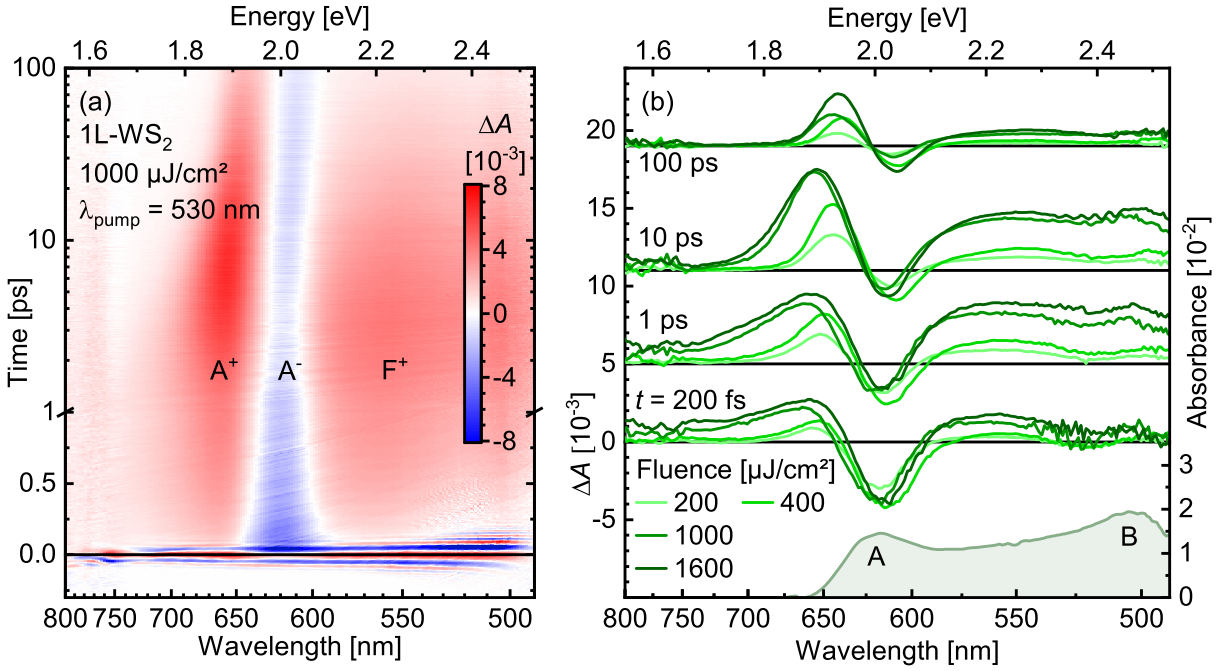 Energy [eV]
1.6 1.8 2.0 2.2 2.4
(a)
1L-WS₂
1000 µJ/cm²
λpump = 530 nm
ΔA
[10⁻³]
8
4
0
-4
-8
A⁺ A⁻ F⁺
Time [ps]
100
10
1
0.5
0.0
800 700 650 600 550 500
Wavelength [nm]
Energy [eV]
1.6 1.8 2.0 2.2 2.4
(b)
100 ps
10 ps
1 ps
t = 200 fs
Fluence [µJ/cm²]
200 400
1000
1600
A B
ΔA [10⁻³]
20
15
10
5
0
-5
Absorbance [10⁻²]
3
2
1
0
800 750 700 650 600 550 500
Wavelength [nm]